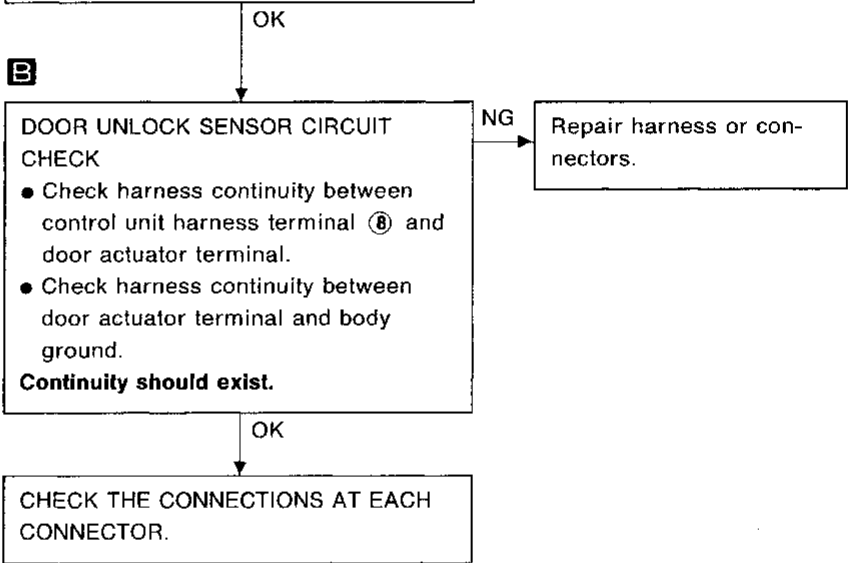 OK
B
DOOR UNLOCK SENSOR CIRCUIT
CHECK
● Check harness continuity between
control unit harness terminal ⑧ and
door actuator terminal.
● Check harness continuity between
door actuator terminal and body
ground.
Continuity should exist.
NG
Repair harness or con-
nectors.
OK
CHECK THE CONNECTIONS AT EACH
CONNECTOR.